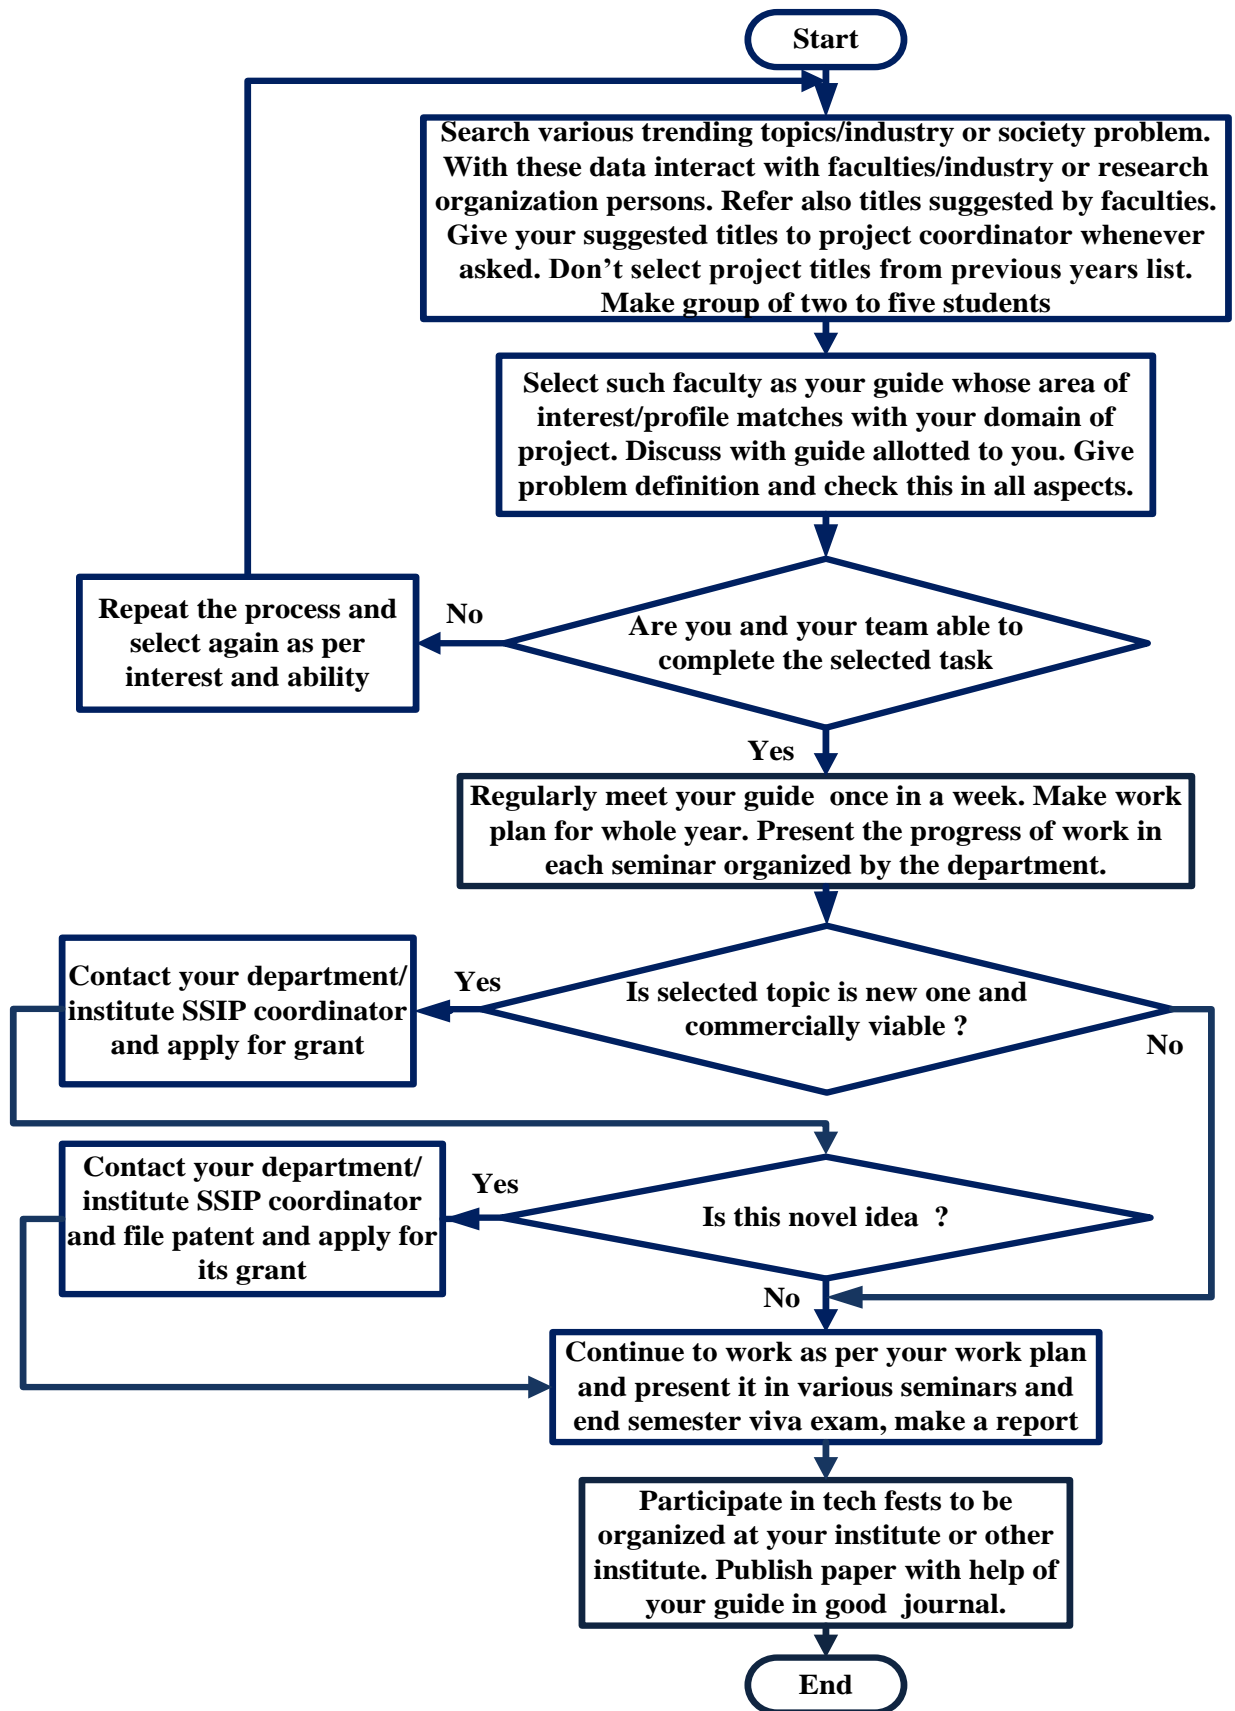 Start
Search various trending topics/industry or society problem.
With these data interact with faculties/industry or research
organization persons. Refer also titles suggested by faculties.
Give your suggested titles to project coordinator whenever
asked. Don’t select project titles from previous years list.
Make group of two to five students
Select such faculty as your guide whose area of
interest/profile matches with your domain of
project. Discuss with guide allotted to you. Give
problem definition and check this in all aspects.
Are you and your team able to
complete the selected task
No
Repeat the process and
select again as per
interest and ability
Yes
Regularly meet your guide  once in a week. Make work
plan for whole year. Present the progress of work in
each seminar organized by the department.
Is selected topic is new one and
commercially viable ?
Yes
Contact your department/
institute SSIP coordinator
and apply for grant
No
Is this novel idea  ?
Yes
Contact your department/
institute SSIP coordinator
and file patent and apply for
its grant
No
Continue to work as per your work plan
and present it in various seminars and
end semester viva exam, make a report
Participate in tech fests to be
organized at your institute or other
institute. Publish paper with help of
your guide in good  journal.
End